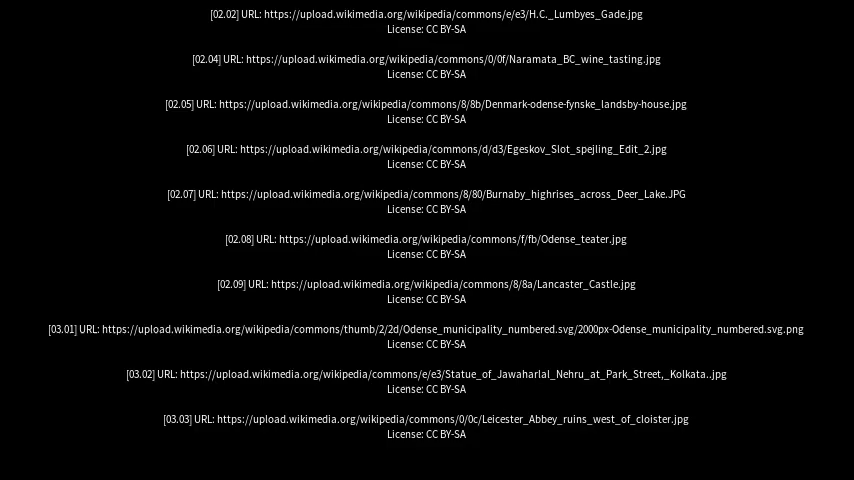 [02.02] URL: https://upload.wikimedia.org/wikipedia/commons/e/e3/H.C._Lumbyes_Gade.jpg
License: CC BY-SA
[02.04] URL: https://upload.wikimedia.org/wikipedia/commons/0/0f/Naramata_BC_wine_tasting.jpg
License: CC BY-SA
[02.05] URL: https://upload.wikimedia.org/wikipedia/commons/8/8b/Denmark-odense-fynske_landsby-house.jpg
License: CC BY-SA
[02.06] URL: https://upload.wikimedia.org/wikipedia/commons/d/d3/Egeskov_Slot_spejling_Edit_2.jpg
License: CC BY-SA
[02.07] URL: https://upload.wikimedia.org/wikipedia/commons/8/80/Burnaby_highrises_across_Deer_Lake.JPG
License: CC BY-SA
[02.08] URL: https://upload.wikimedia.org/wikipedia/commons/f/fb/Odense_teater.jpg
License: CC BY-SA
[02.09] URL: https://upload.wikimedia.org/wikipedia/commons/8/8a/Lancaster_Castle.jpg
License: CC BY-SA
[03.01] URL: https://upload.wikimedia.org/wikipedia/commons/thumb/2/2d/Odense_municipality_numbered.svg/2000px-Odense_municipality_numbered.svg.png
License: CC BY-SA
[03.02] URL: https://upload.wikimedia.org/wikipedia/commons/e/e3/Statue_of_Jawaharlal_Nehru_at_Park_Street,_Kolkata..jpg
License: CC BY-SA
[03.03] URL: https://upload.wikimedia.org/wikipedia/commons/0/0c/Leicester_Abbey_ruins_west_of_cloister.jpg
License: CC BY-SA